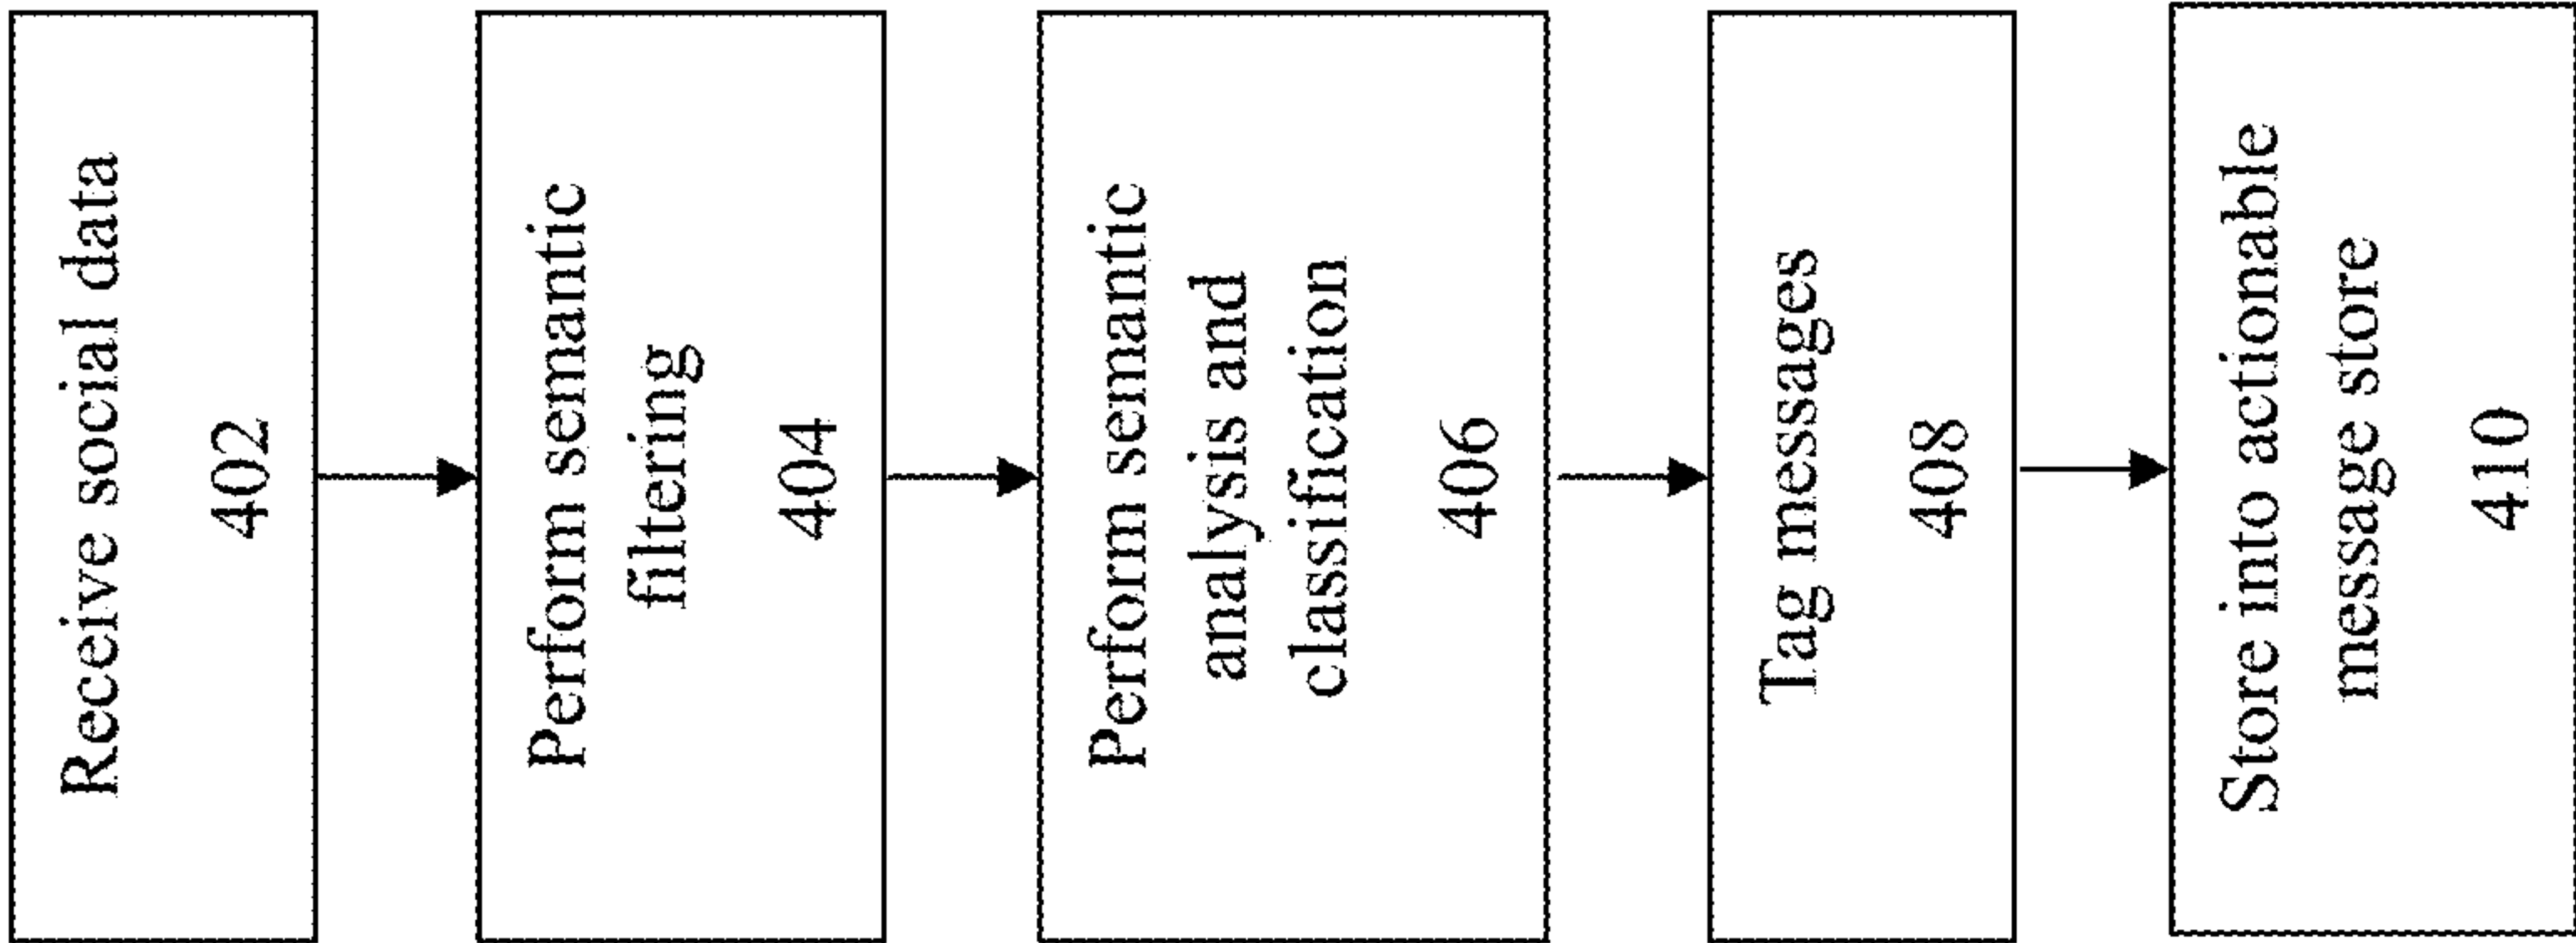 Receive social data
402
Perform semantic
filtering
404
Perform semantic
analysis and
classification
406
Tag messages
408
Store into actionable
message store
410